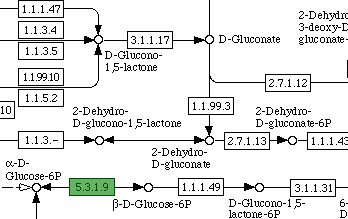 1.1.1.47
1.1.3.4
1.1.3.5
1.1.99.10
1.1.5.2
10
3.1.1.17
D-Glucono-
1,5-lactone
D-Gluconate
2-Dehydro-
3-deoxy-D
gluconate-
2.7.1.12
1.1.99.3
2-Dehydro-
D-glucono-1,5-lactone
1.1.3.-
2-Dehydro-
D-gluconate
2.7.1.13
2-Dehydro-
D-gluconate-6P
1.1.1.43
α-D-
Glucose-6P
5.3.1.9
β-D-Glucose-6P
1.1.1.49
D-Glucono-1,5-
lactone-6P
3.1.1.31
6-
D